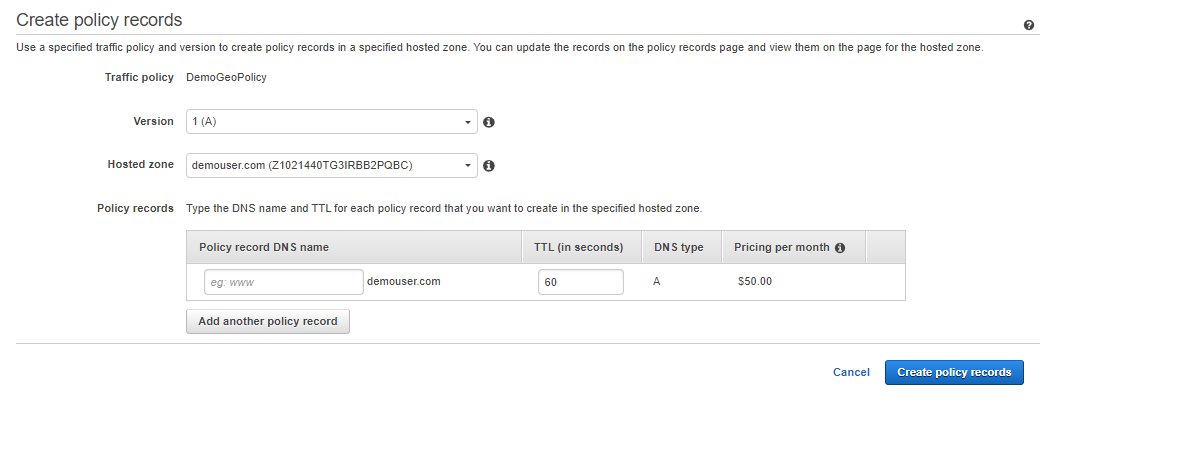 Create policy records
Use a specified traffic policy and version to create policy records in a specified hosted zone. You can update the records on the policy records page and view them on the page for the hosted zone.
Traffic policy DemoGeoPolicy
Version 1 (A)
Hosted zone demouser.com (Z1021440TG3IRBB2PQBC)
Policy records Type the DNS name and TTL for each policy record that you want to create in the specified hosted zone.
Policy record DNS name TTL (in seconds) DNS type Pricing per month
eg: www demouser.com 60 A $50.00
Add another policy record
Cancel Create policy records